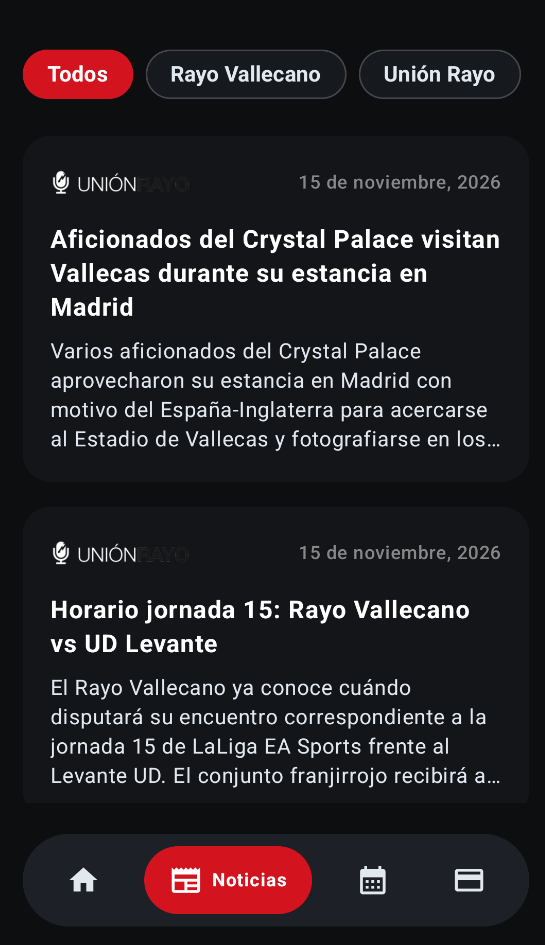 Todos
Rayo Vallecano
Unión Rayo
UNIÓNRAYO
15 de noviembre, 2026
Aficionados del Crystal Palace visitan
Vallecas durante su estancia en
Madrid
Varios aficionados del Crystal Palace
aprovecharon su estancia en Madrid con
motivo del España-Inglaterra para acercarse
al Estadio de Vallecas y fotografiarse en los…
UNIÓNRAYO
15 de noviembre, 2026
Horario jornada 15: Rayo Vallecano
vs UD Levante
El Rayo Vallecano ya conoce cuándo
disputará su encuentro correspondiente a la
jornada 15 de LaLiga EA Sports frente al
Levante UD. El conjunto franjirrojo recibirá a…
Noticias